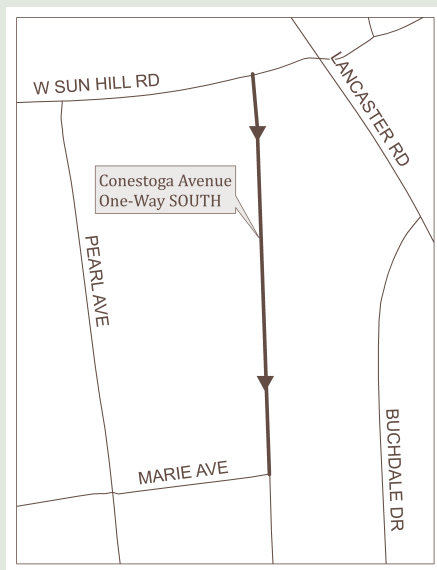 W SUN HILL RD
LANCASTER RD
Conestoga Avenue
One-Way SOUTH
PEARL AVE
MARIE AVE
BUCHDALE DR